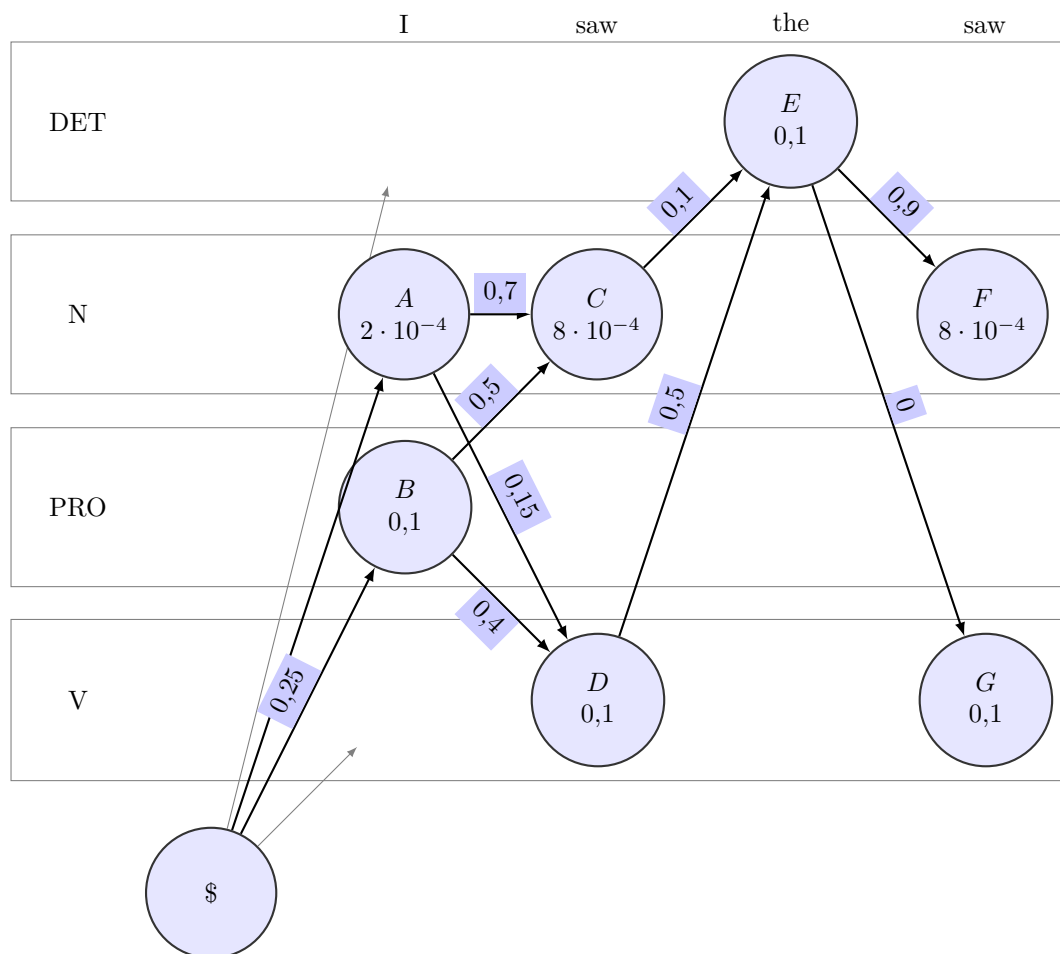 I saw the saw
DET
E
0,1
0,1
0,9
N
A
2 · 10⁻⁴
0,7
C
8 · 10⁻⁴
F
8 · 10⁻⁴
0,5
0,5
0
PRO
B
0,1
0,15
0,4
V
0,25
D
0,1
G
0,1
$